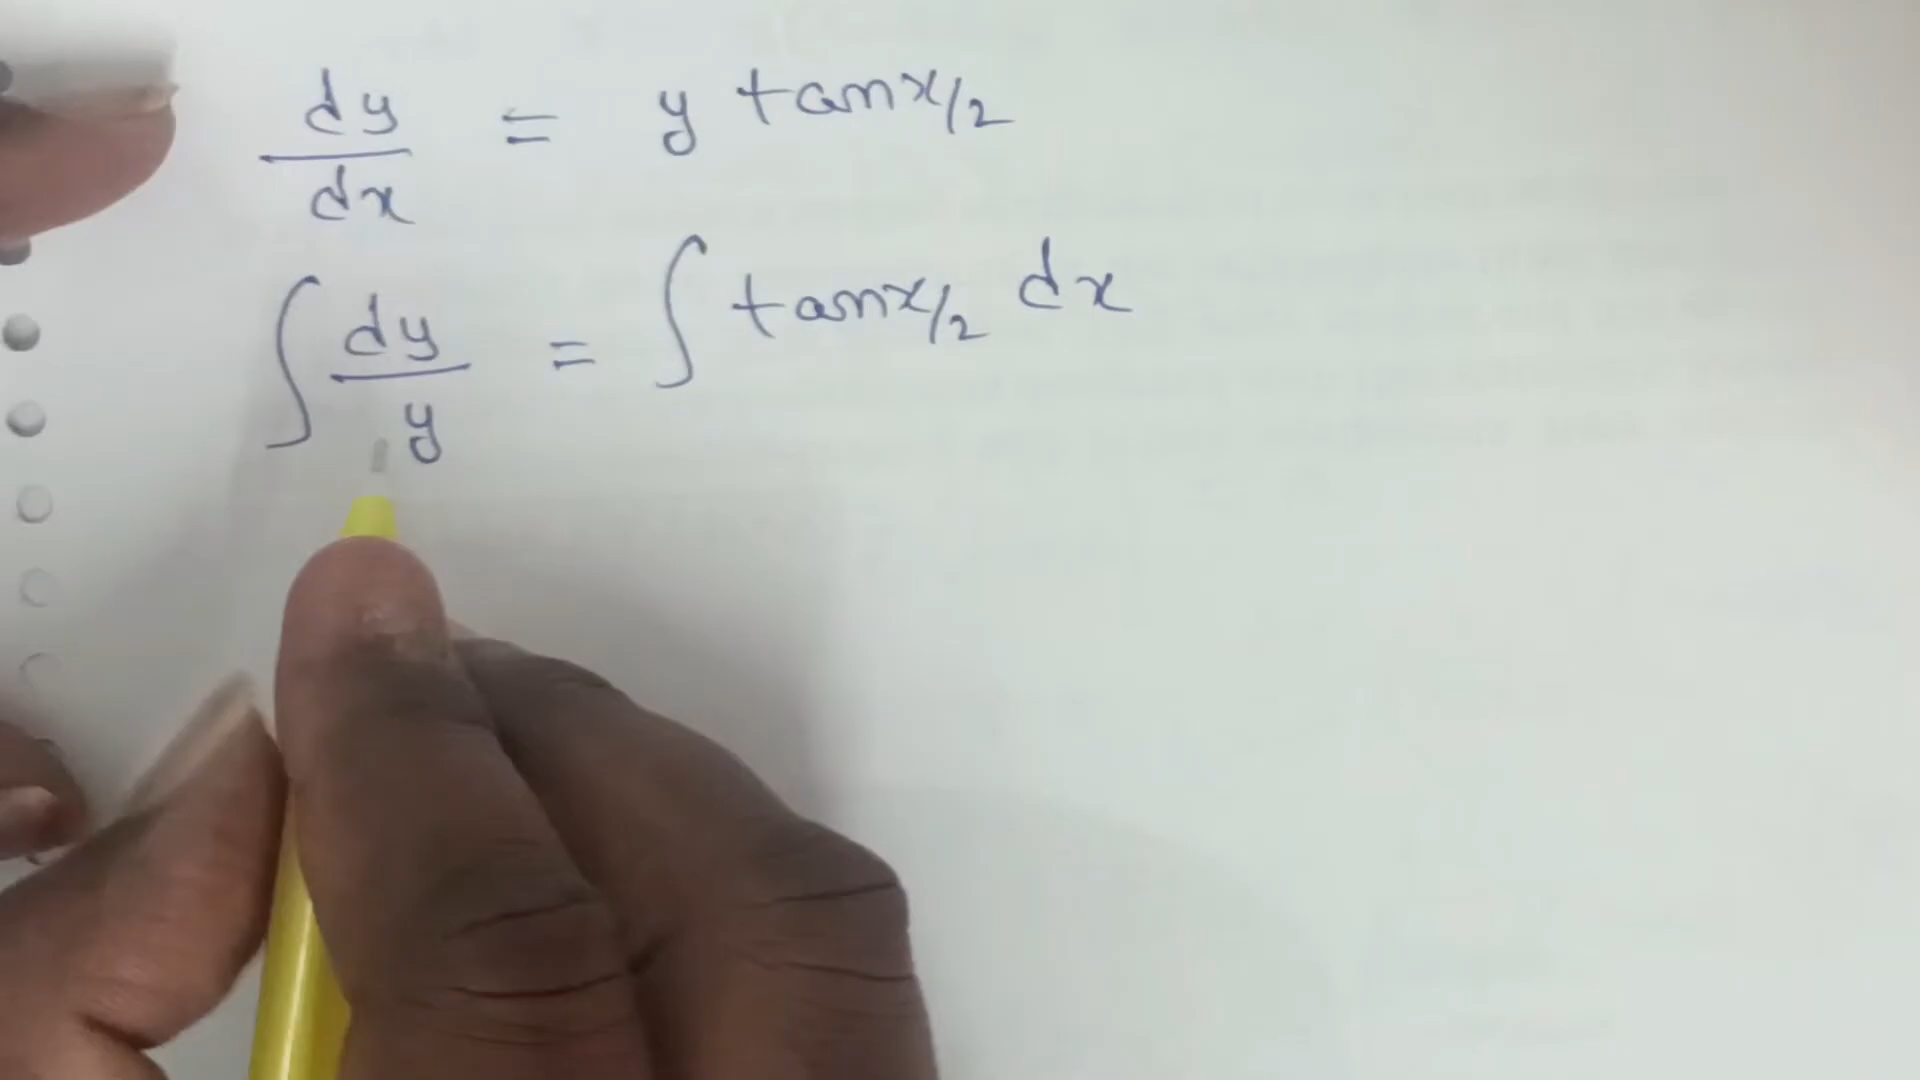 dy/dx = y tan x/2
∫ dy/y = ∫ tan x/2 dx